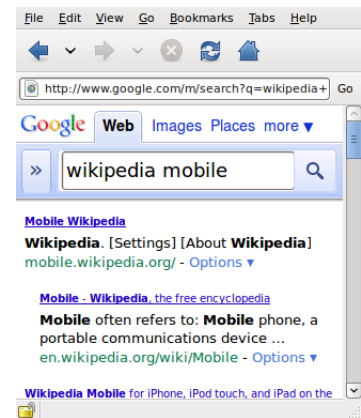 File Edit View Go Bookmarks Tabs Help
http://www.google.com/m/search?q=wikipedia+ Go
Google Web Images Places more ▼
» wikipedia mobile
Mobile Wikipedia
Wikipedia. [Settings] [About Wikipedia]
mobile.wikipedia.org/ - Options ▼
Mobile - Wikipedia, the free encyclopedia
Mobile often refers to: Mobile phone, a
portable communications device ...
en.wikipedia.org/wiki/Mobile - Options ▼
Wikipedia Mobile for iPhone, iPod touch, and iPad on the